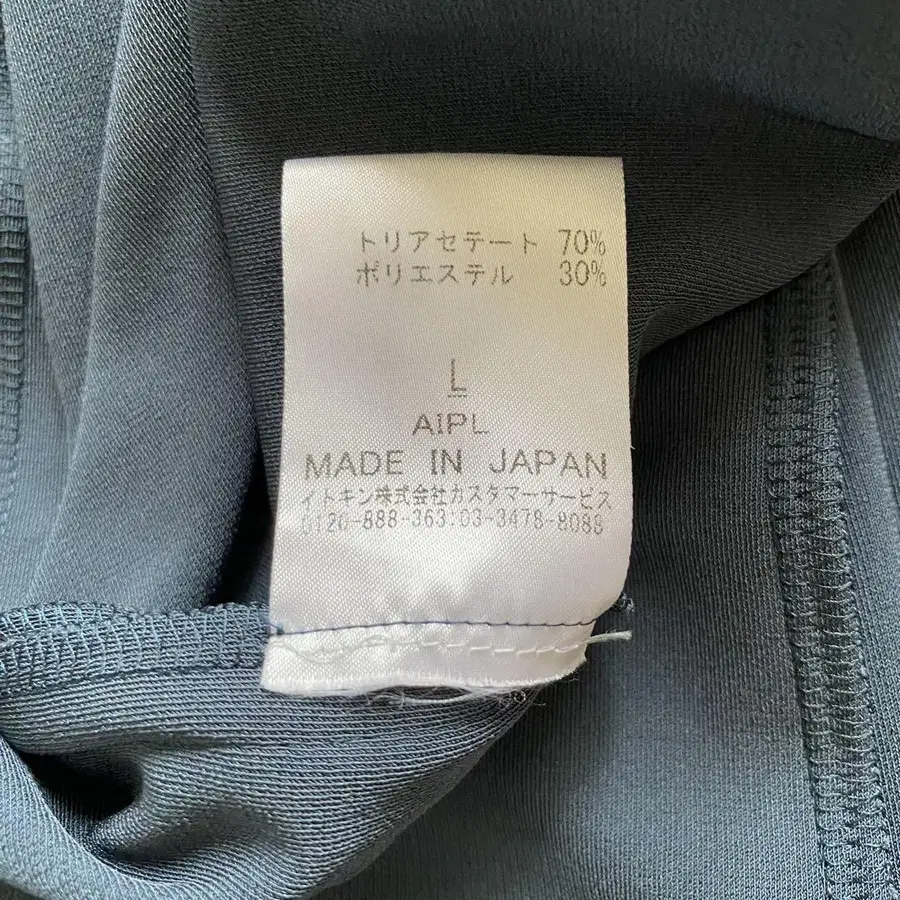 トリアセテート 70%
ポリエステル 30%
L
AIPL
MADE IN JAPAN
イトキン株式会社カスタマーサービス
0120-888-363:03-3478-8088